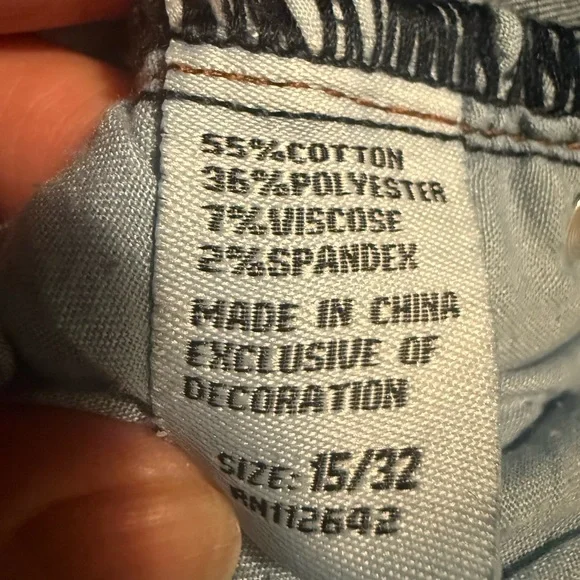 55%COTTON
36%POLYESTER
7%VISCOSE
2%SPANDEX
MADE IN CHINA
EXCLUSIVE OF
DECORATION
SIZE: 15/32
RN112642